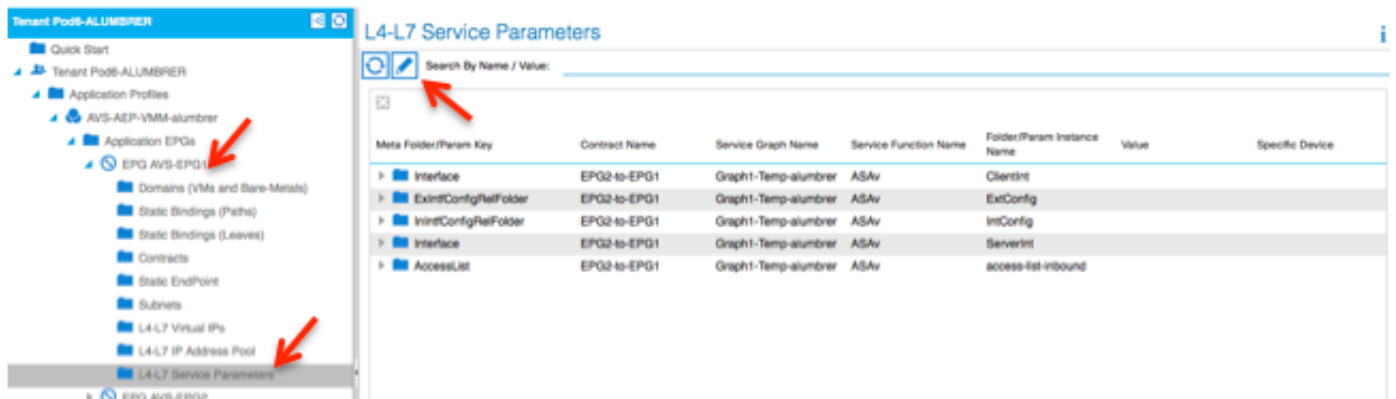 Tenant Pod6-ALUMBRER
Quick Start
Tenant Pod6-ALUMBRER
Application Profiles
AVS-AEP-VMM-alumbrer
Application EPGs
EPG AVS-EPG1
Domains (VMs and Bare-Metals)
Static Bindings (Paths)
Static Bindings (Leaves)
Contracts
Static EndPoint
Subnets
L4-L7 Virtual IPs
L4-L7 IP Address Pool
L4-L7 Service Parameters
EPG AVS-EPG2
L4-L7 Service Parameters
i
Search By Name / Value:
Meta Folder/Param Key Contract Name Service Graph Name Service Function Name Folder/Param Instance Name Value Specific Device
Interface EPG2-to-EPG1 Graph1-Temp-alumbrer ASAv ClientInt
ExIntfConfigRelFolder EPG2-to-EPG1 Graph1-Temp-alumbrer ASAv ExtConfig
InIntfConfigRelFolder EPG2-to-EPG1 Graph1-Temp-alumbrer ASAv IntConfig
Interface EPG2-to-EPG1 Graph1-Temp-alumbrer ASAv ServerInt
AccessList EPG2-to-EPG1 Graph1-Temp-alumbrer ASAv access-list-inbound